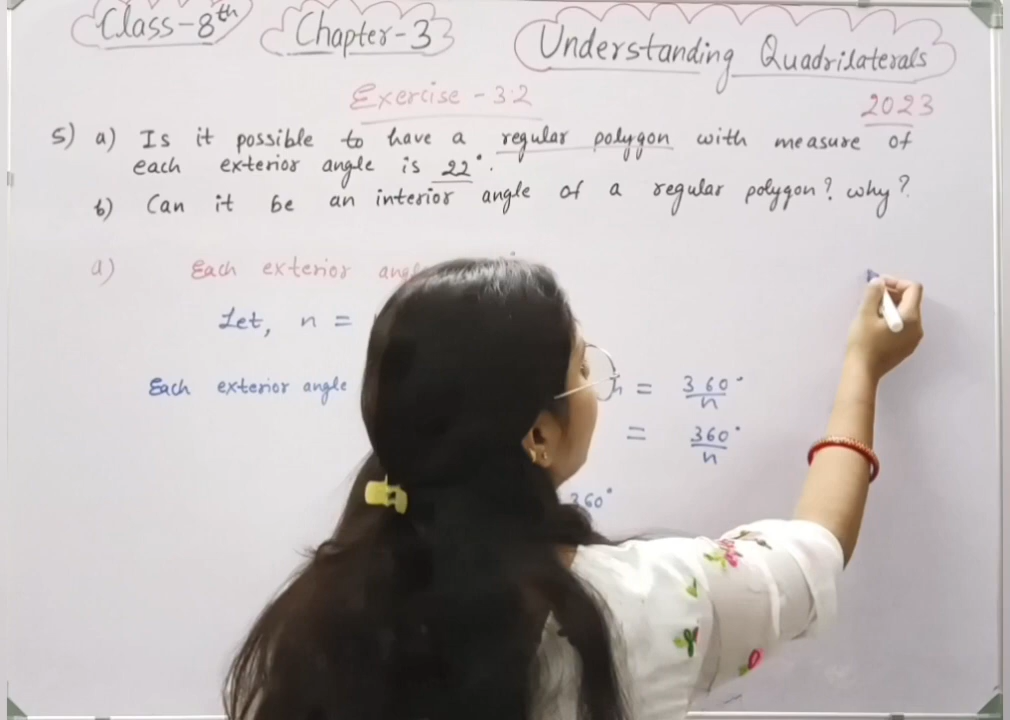 Class-8th Chapter-3 Understanding Quadrilaterals
Exercise - 3.2 2023
5) a) Is it possible to have a regular polygon with measure of
each exterior angle is 22°.
b) Can it be an interior angle of a regular polygon? why?
a) Each exterior
Let, n =
Each exterior angle = 360°/n
= 360°/n
360°